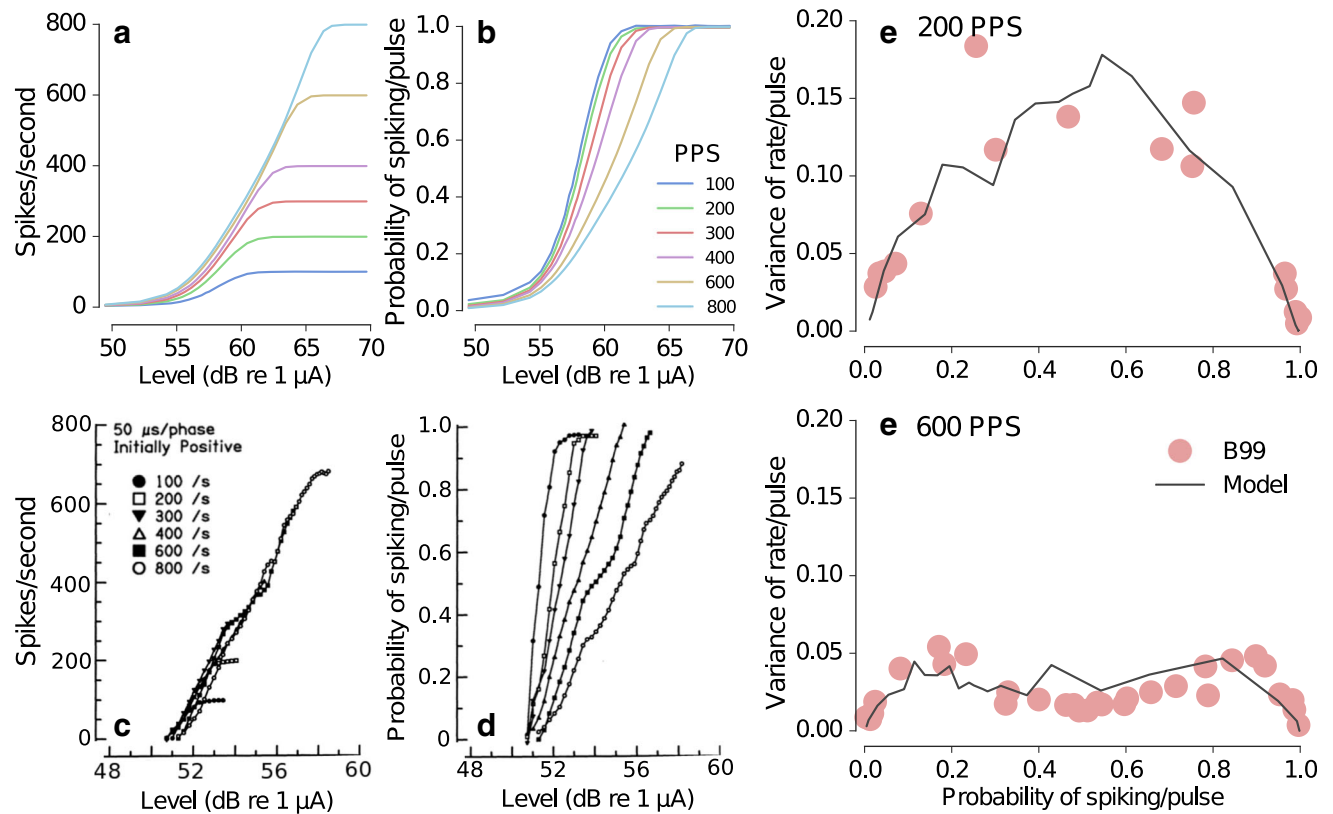 a
Spikes/second
800
600
400
200
0
50
55
60
65
70
Level (dB re 1 µA)
b
Probability of spiking/pulse
1.0
0.8
0.6
0.4
0.2
0.0
PPS
100
200
300
400
600
800
50
55
60
65
70
Level (dB re 1 µA)
e 200 PPS
Variance of rate/pulse
0.20
0.15
0.10
0.05
0.00
0.0
0.2
0.4
0.6
0.8
1.0
c
Spikes/second
800
600
400
200
0
50 µs/phase
Initially Positive
100 /s
200 /s
300 /s
400 /s
600 /s
800 /s
48
52
56
60
Level (dB re 1 µA)
d
Probability of spiking/pulse
1.0
0.8
0.6
0.4
0.2
0
48
52
56
60
Level (dB re 1 µA)
e 600 PPS
B99
Model
Variance of rate/pulse
0.20
0.15
0.10
0.05
0.00
0.0
0.2
0.4
0.6
0.8
1.0
Probability of spiking/pulse